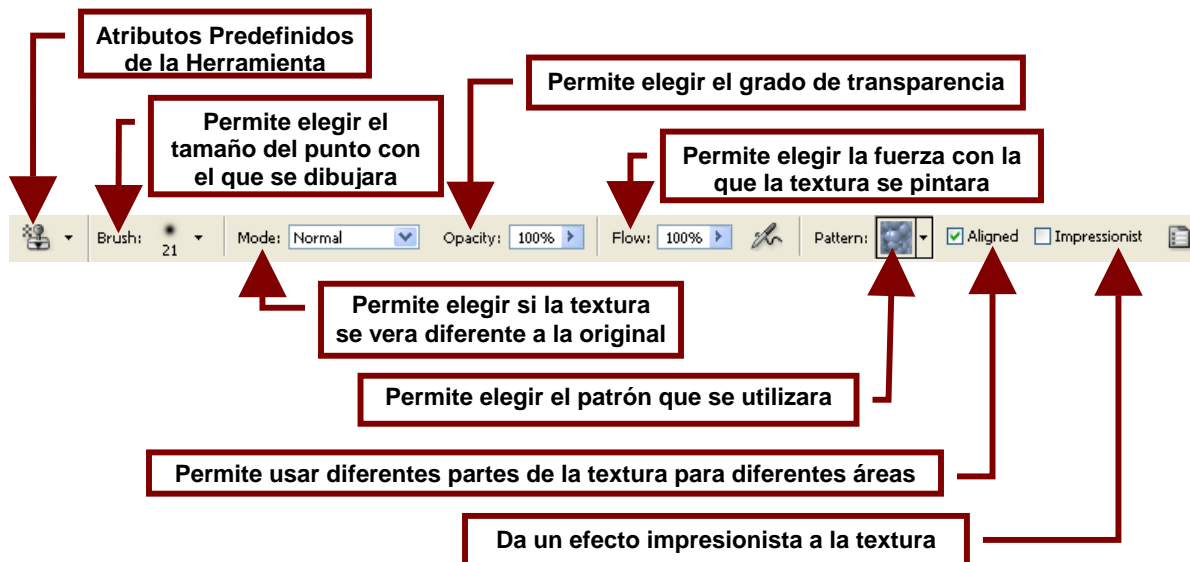 Atributos Predefinidos
de la Herramienta
Permite elegir el grado de transparencia
Permite elegir el
tamaño del punto con
el que se dibujara
Permite elegir la fuerza con la
que la textura se pintara
Brush: 21 Mode: Normal Opacity: 100% Flow: 100% Pattern: Aligned Impressionist
Permite elegir si la textura
se vera diferente a la original
Permite elegir el patrón que se utilizara
Permite usar diferentes partes de la textura para diferentes áreas
Da un efecto impresionista a la textura